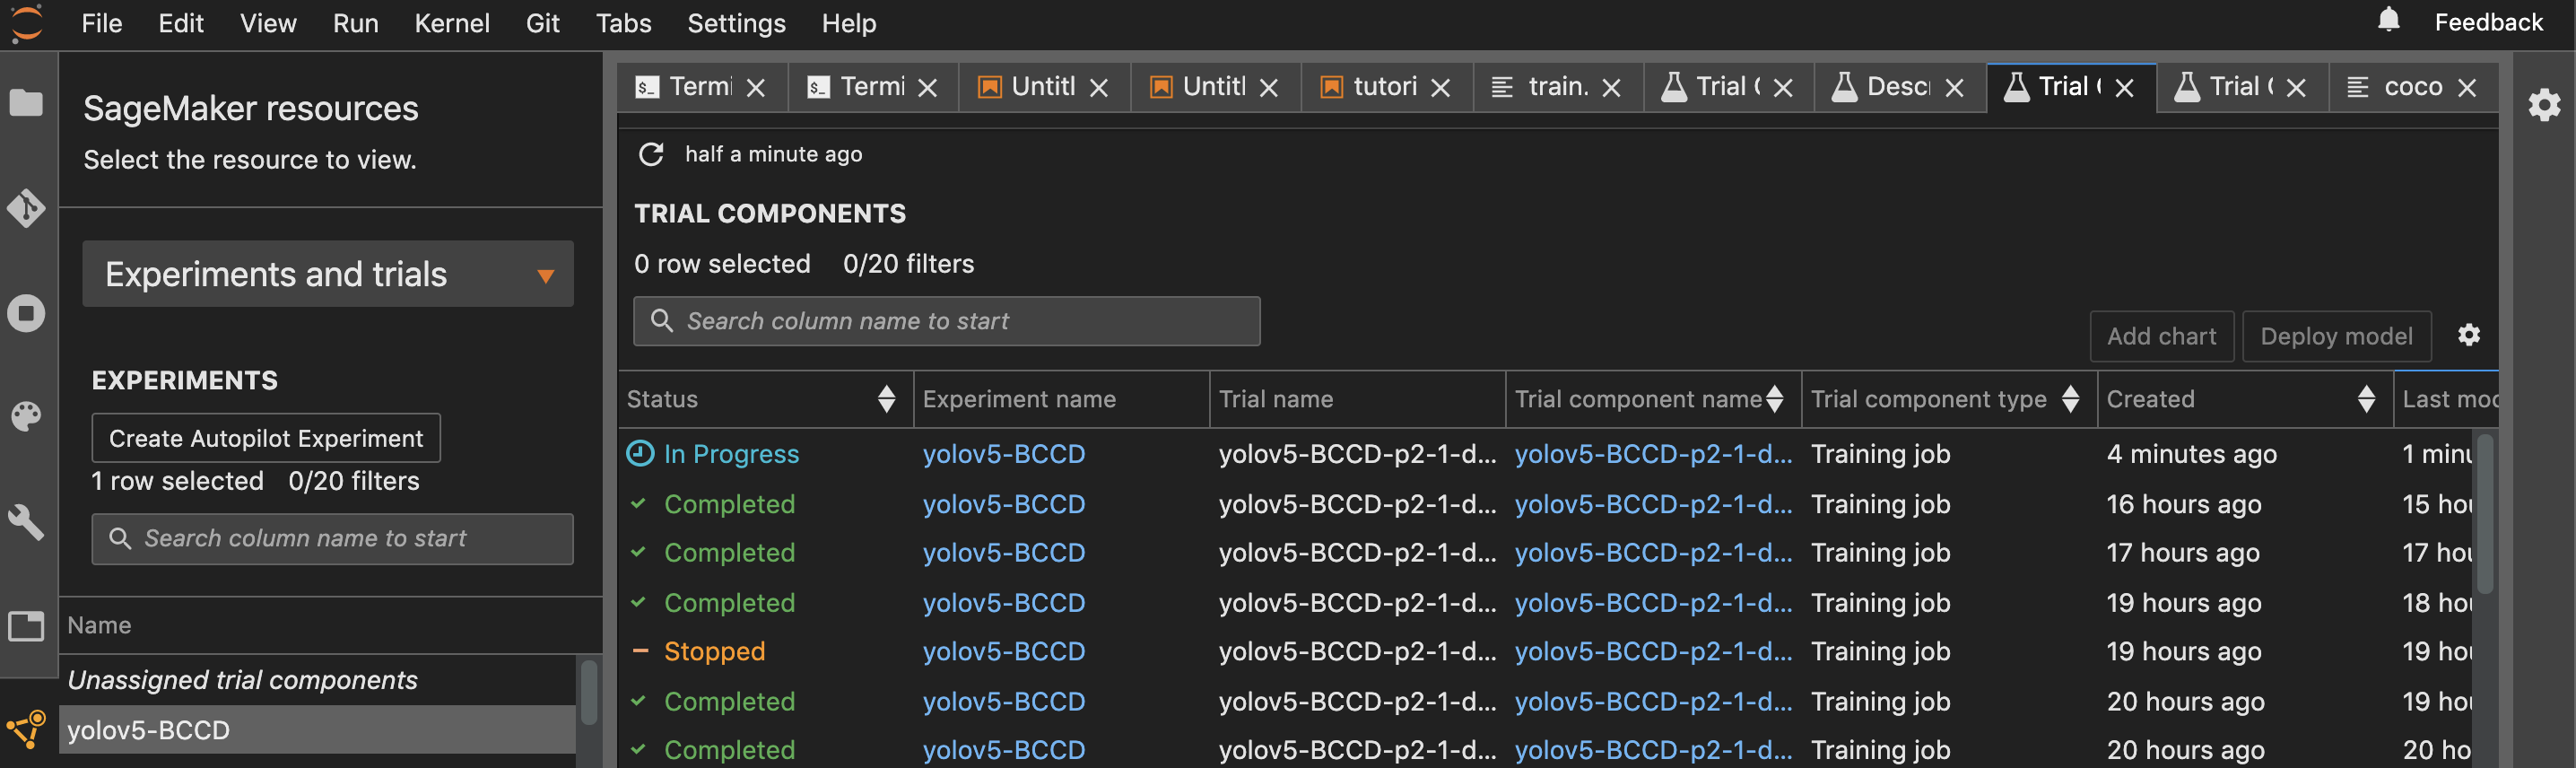 File Edit View Run Kernel Git Tabs Settings Help Feedback
SageMaker resources
Select the resource to view.
Experiments and trials
EXPERIMENTS
Create Autopilot Experiment
1 row selected 0/20 filters
Search column name to start
Name
Unassigned trial components
yolov5-BCCD
Termi Termi Untitl Untitl tutori train. Trial C Descr Trial C Trial C coco
half a minute ago
TRIAL COMPONENTS
0 row selected 0/20 filters
Search column name to start
Add chart Deploy model
Status Experiment name Trial name Trial component name Trial component type Created Last mod
In Progress yolov5-BCCD yolov5-BCCD-p2-1-d... yolov5-BCCD-p2-1-d... Training job 4 minutes ago 1 minu
Completed yolov5-BCCD yolov5-BCCD-p2-1-d... yolov5-BCCD-p2-1-d... Training job 16 hours ago 15 hou
Completed yolov5-BCCD yolov5-BCCD-p2-1-d... yolov5-BCCD-p2-1-d... Training job 17 hours ago 17 hou
Completed yolov5-BCCD yolov5-BCCD-p2-1-d... yolov5-BCCD-p2-1-d... Training job 19 hours ago 18 hou
Stopped yolov5-BCCD yolov5-BCCD-p2-1-d... yolov5-BCCD-p2-1-d... Training job 19 hours ago 19 hou
Completed yolov5-BCCD yolov5-BCCD-p2-1-d... yolov5-BCCD-p2-1-d... Training job 20 hours ago 19 hou
Completed yolov5-BCCD yolov5-BCCD-p2-1-d... yolov5-BCCD-p2-1-d... Training job 20 hours ago 20 ho